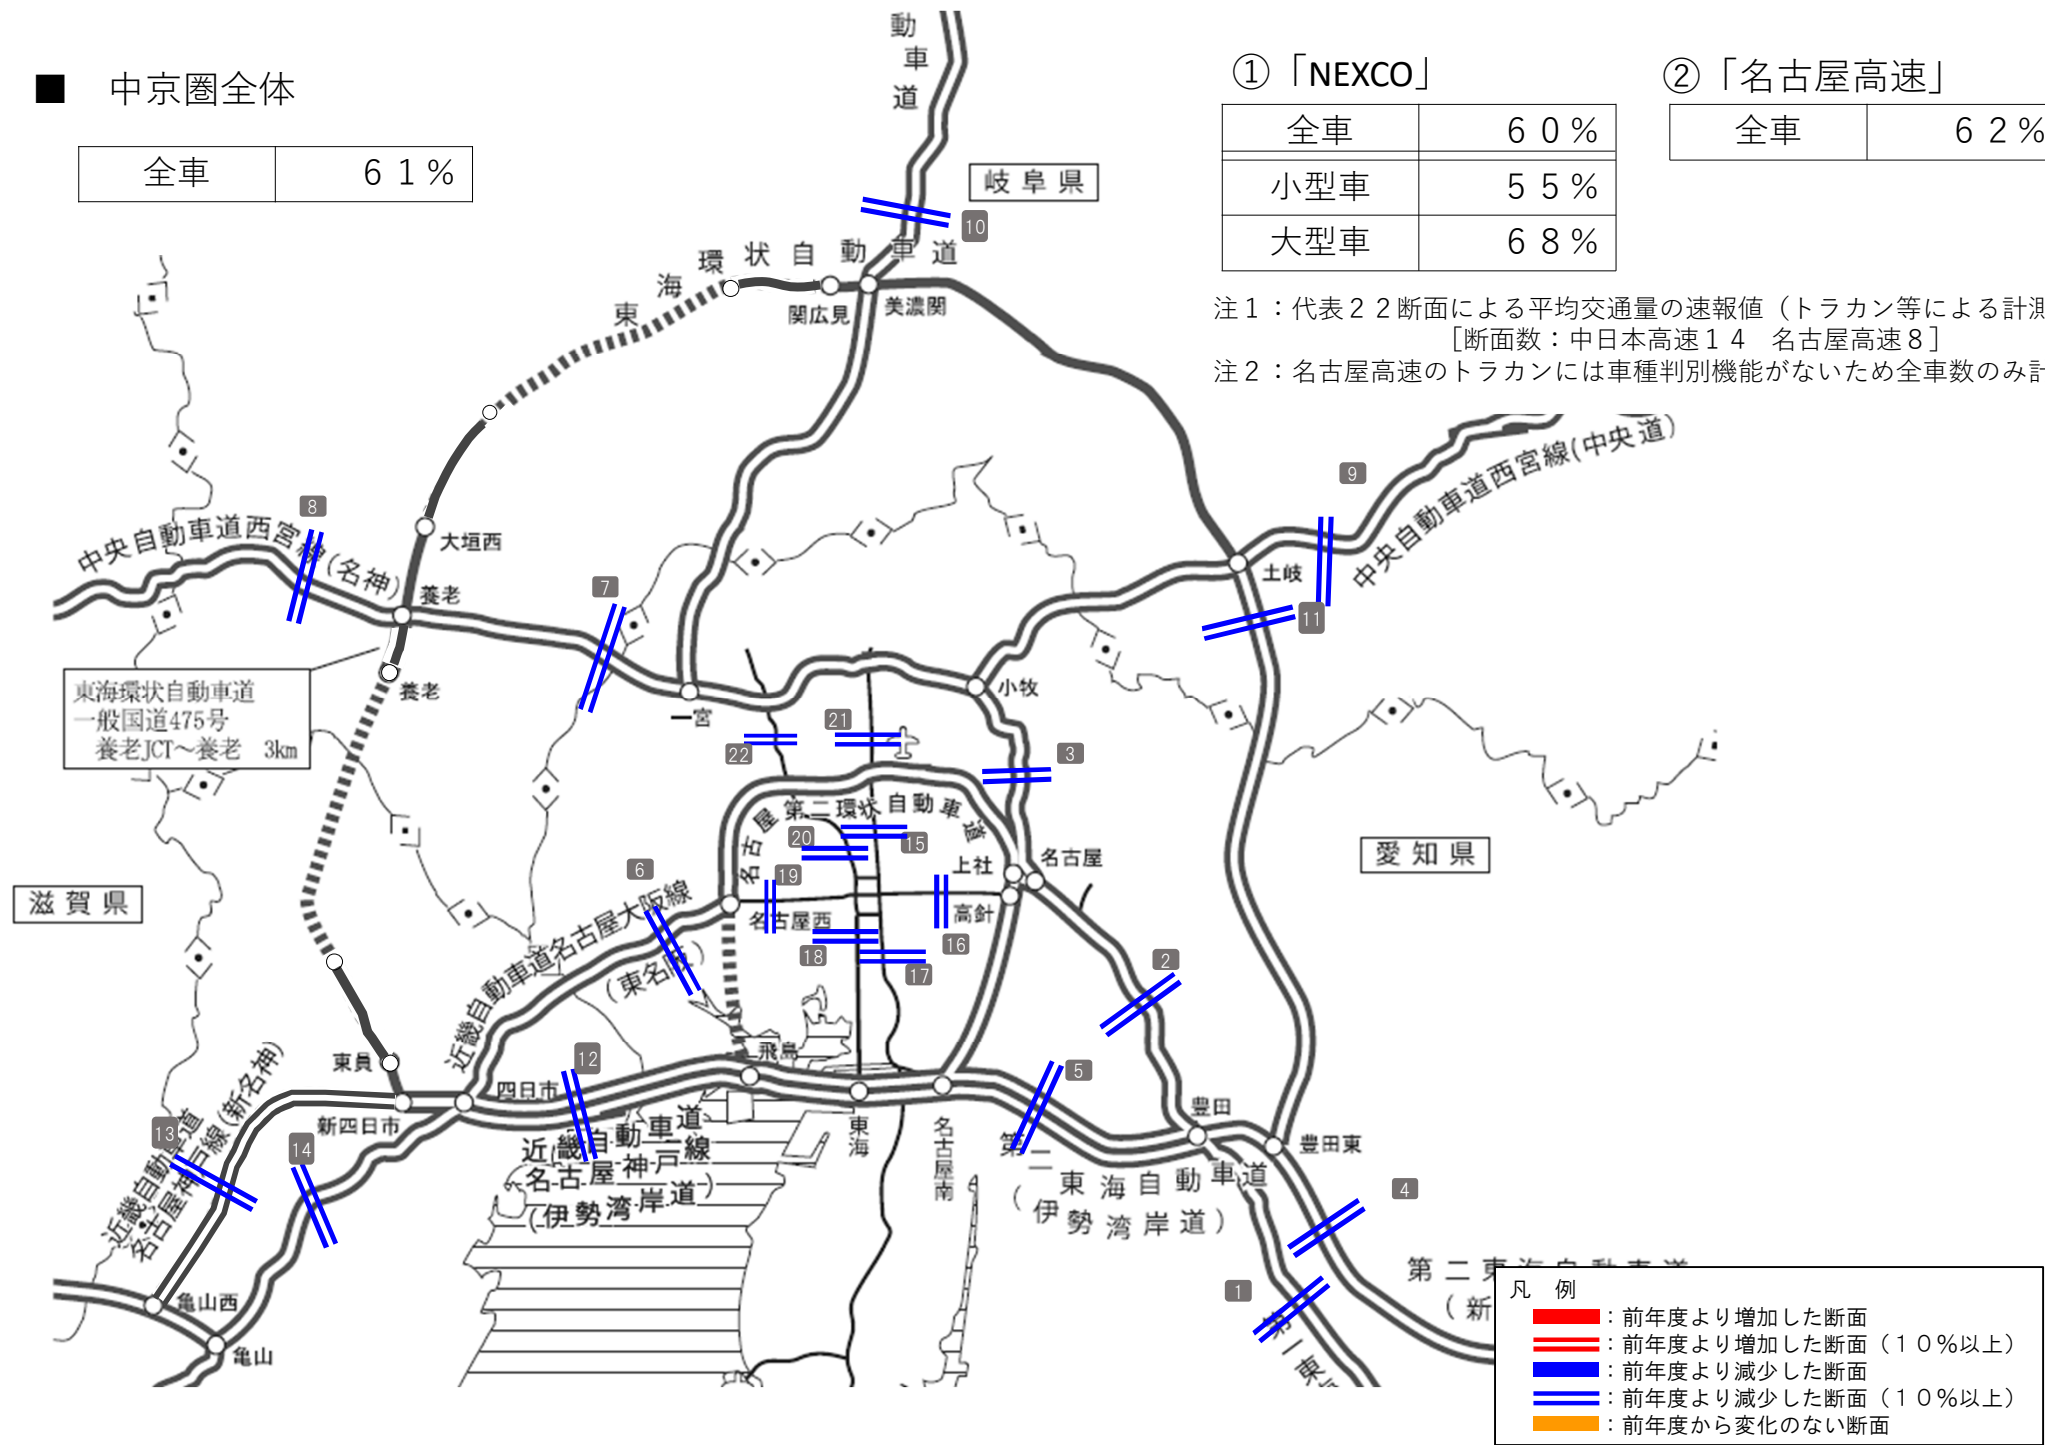 ■ 中京圏全体
全車 ６１％
①「NEXCO」
全車 ６０％
小型車 ５５％
大型車 ６８％
②「名古屋高速」
全車 ６２％
注１：代表２２断面による平均交通量の速報値（トラカン等による計測
［断面数：中日本高速１４　名古屋高速８］
注２：名古屋高速のトラカンには車種判別機能がないため全車数のみ計
動車道
岐阜県
10
東海環状自動車道
関広見
美濃関
9
中央自動車道西宮線(中央道)
8
中央自動車道西宮線(名神)
大垣西
養老
7
土岐
11
養老
東海環状自動車道
一般国道475号
養老JCT～養老　3km
一宮
小牧
21
22
3
名古屋第二環状自動車道
20
15
上社
名古屋
愛知県
6
19
滋賀県
名古屋西
高針
16
18
17
近畿自動車道名古屋大阪線
(東名阪)
2
飛島
12
東員
四日市
5
新四日市
近畿自動車道
名古屋神戸線
(伊勢湾岸道)
東海
名古屋南
豊田
豊田東
13
14
近畿自動車道
名古屋神戸線(新名神)
第二東海自動車道
(伊勢湾岸道)
4
1
亀山西
亀山
第一東
第二東海自動車道
(新
凡　例
：前年度より増加した断面
：前年度より増加した断面（１０％以上）
：前年度より減少した断面
：前年度より減少した断面（１０％以上）
：前年度から変化のない断面